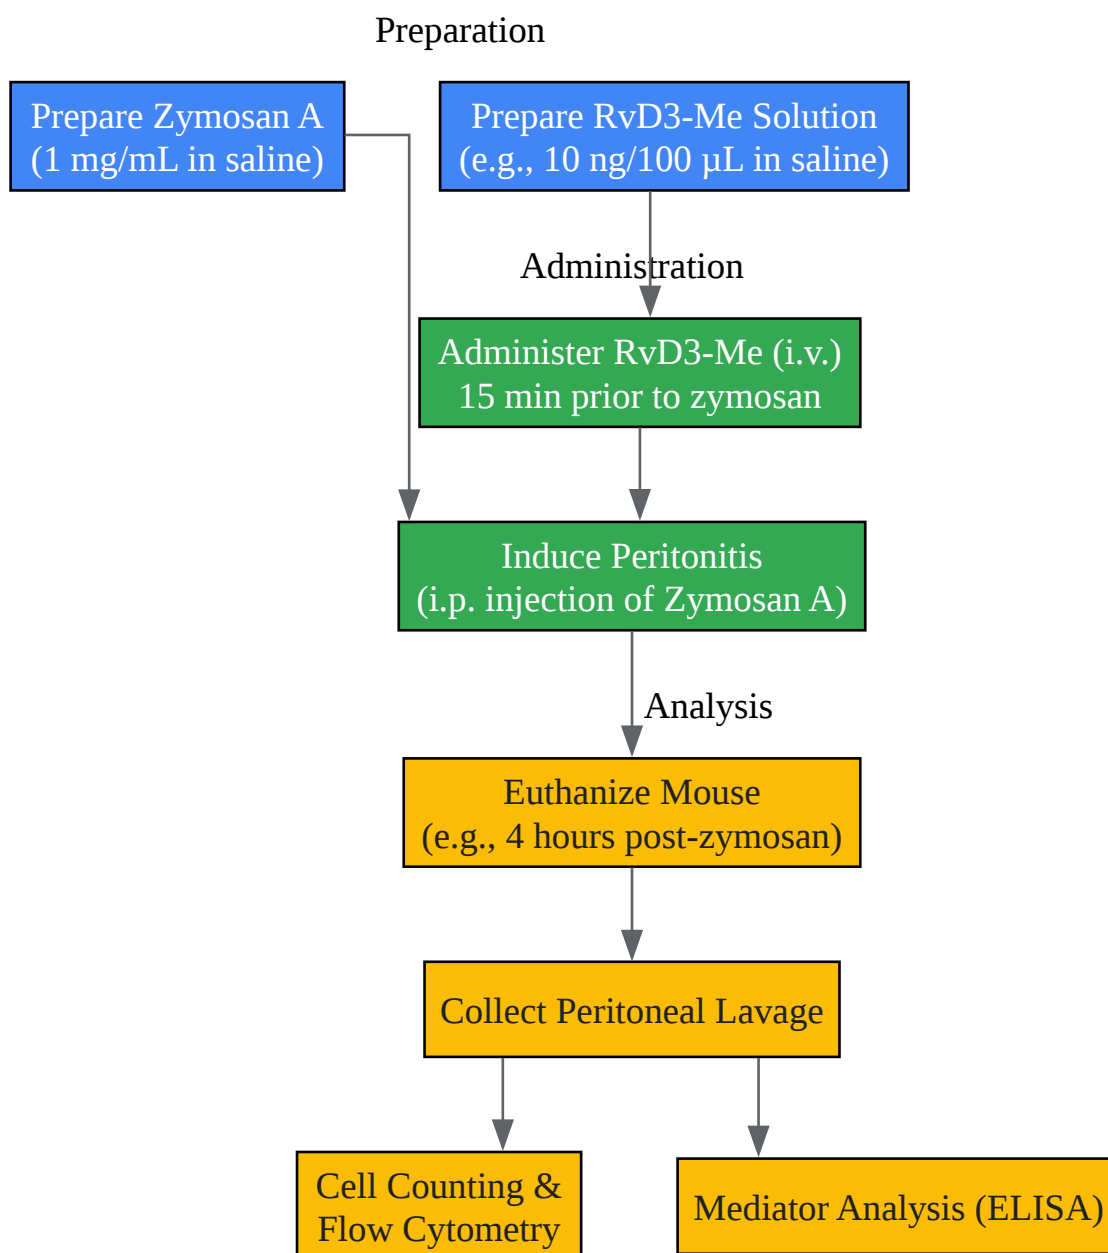 Preparation
Prepare Zymosan A
(1 mg/mL in saline)
Prepare RvD3-Me Solution
(e.g., 10 ng/100 µL in saline)
Administration
Administer RvD3-Me (i.v.)
15 min prior to zymosan
Induce Peritonitis
(i.p. injection of Zymosan A)
Analysis
Euthanize Mouse
(e.g., 4 hours post-zymosan)
Collect Peritoneal Lavage
Cell Counting &
Flow Cytometry
Mediator Analysis (ELISA)